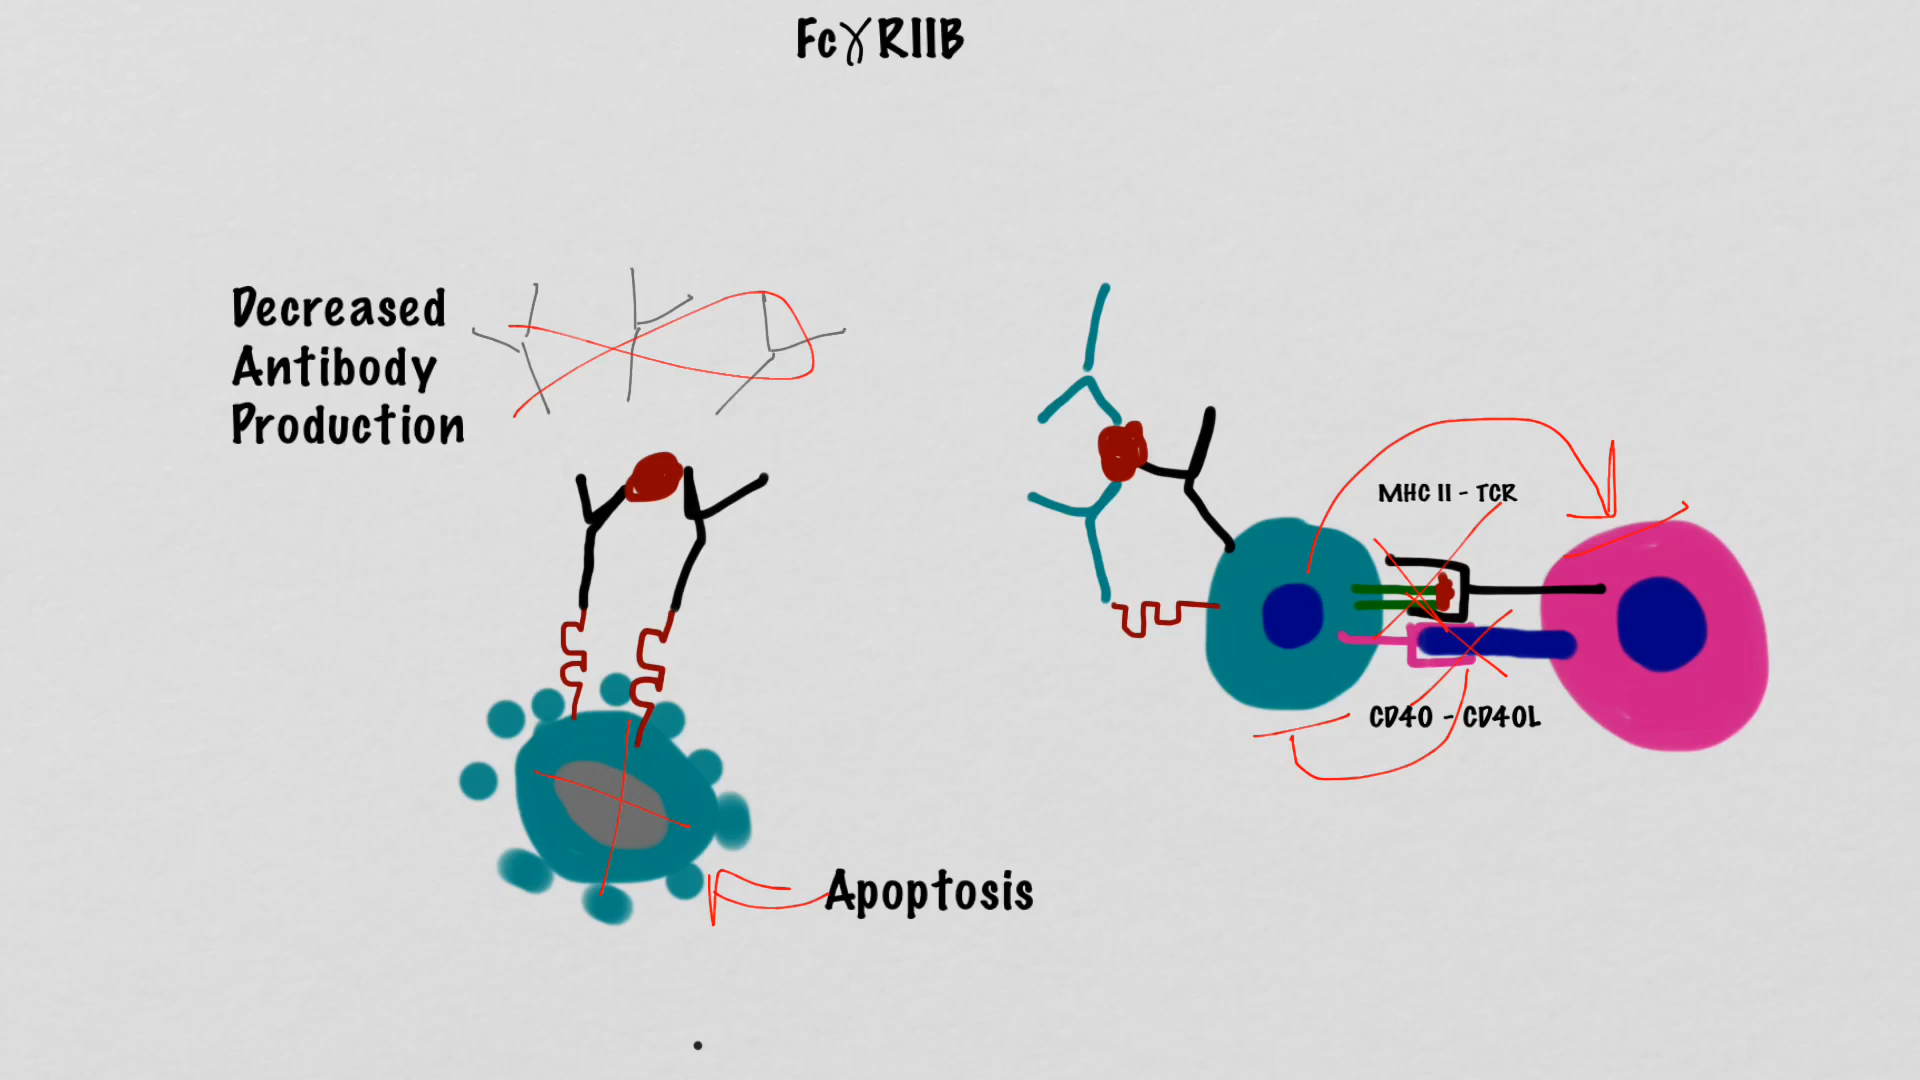 FcγRIIB
Decreased
Antibody
Production
MHC II - TCR
CD40 - CD40L
Apoptosis